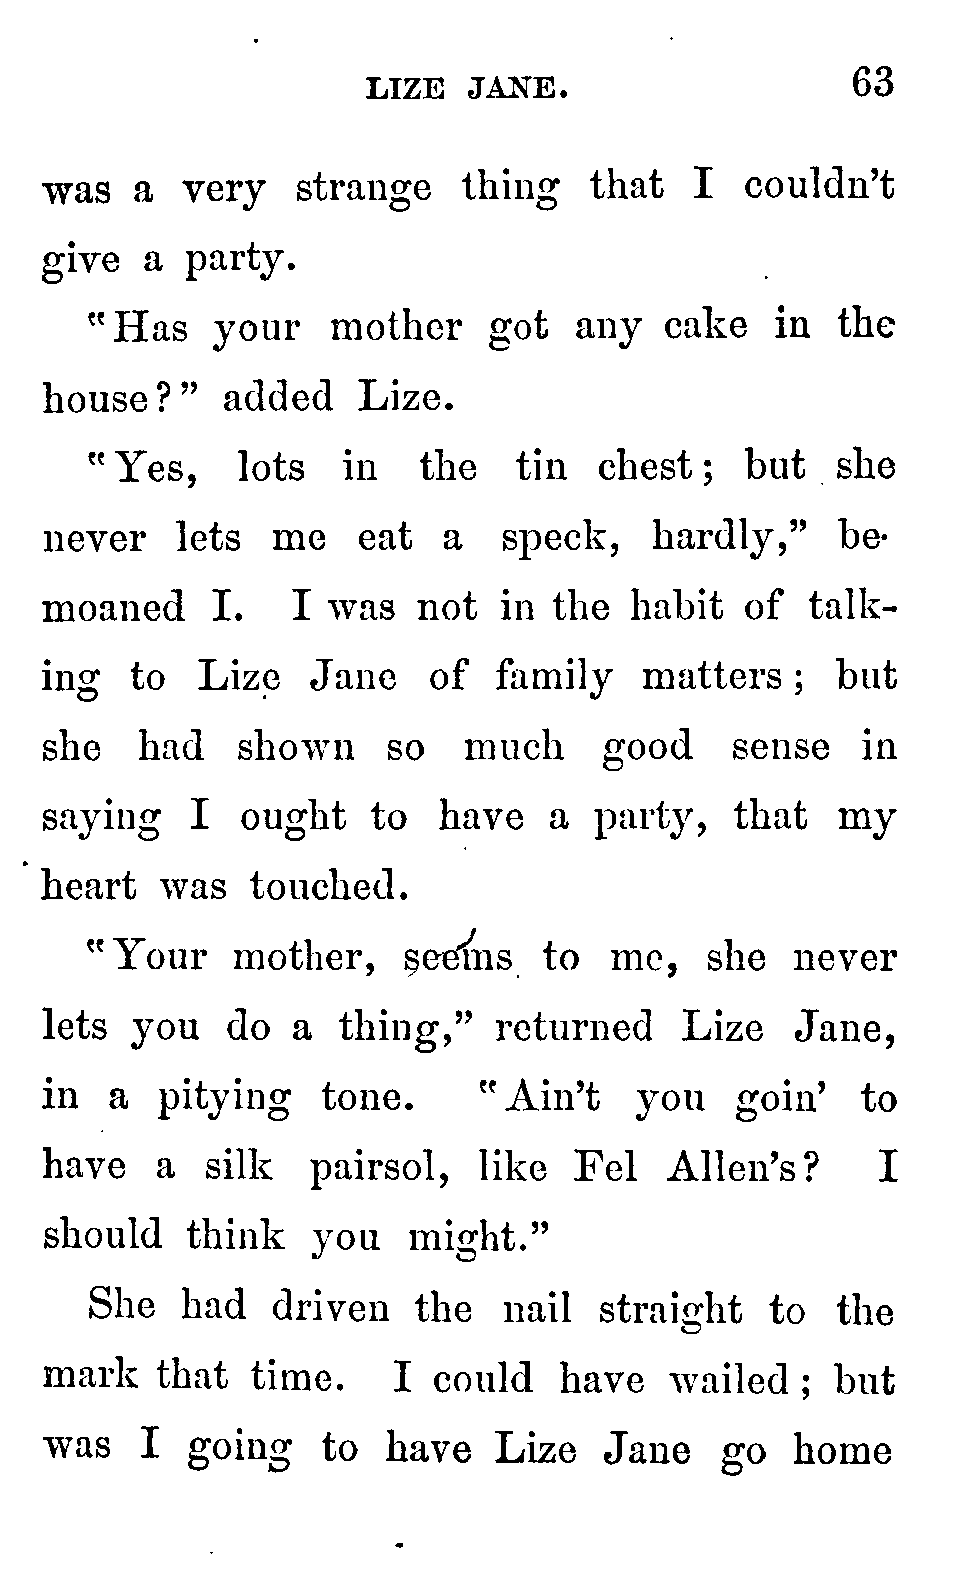 LIZE JANE. 63
was a very strange thing that I couldn't
give a party.
"Has your mother got any cake in the
house?" added Lize.
"Yes, lots in the tin chest; but she
never lets me eat a speck, hardly," be-
moaned I. I was not in the habit of talk-
ing to Lize Jane of family matters; but
she had shown so much good sense in
saying I ought to have a party, that my
heart was touched.
"Your mother, seems to me, she never
lets you do a thing," returned Lize Jane,
in a pitying tone. "Ain't you goin' to
have a silk pairsol, like Fel Allen's? I
should think you might."
She had driven the nail straight to the
mark that time. I could have wailed; but
was I going to have Lize Jane go home